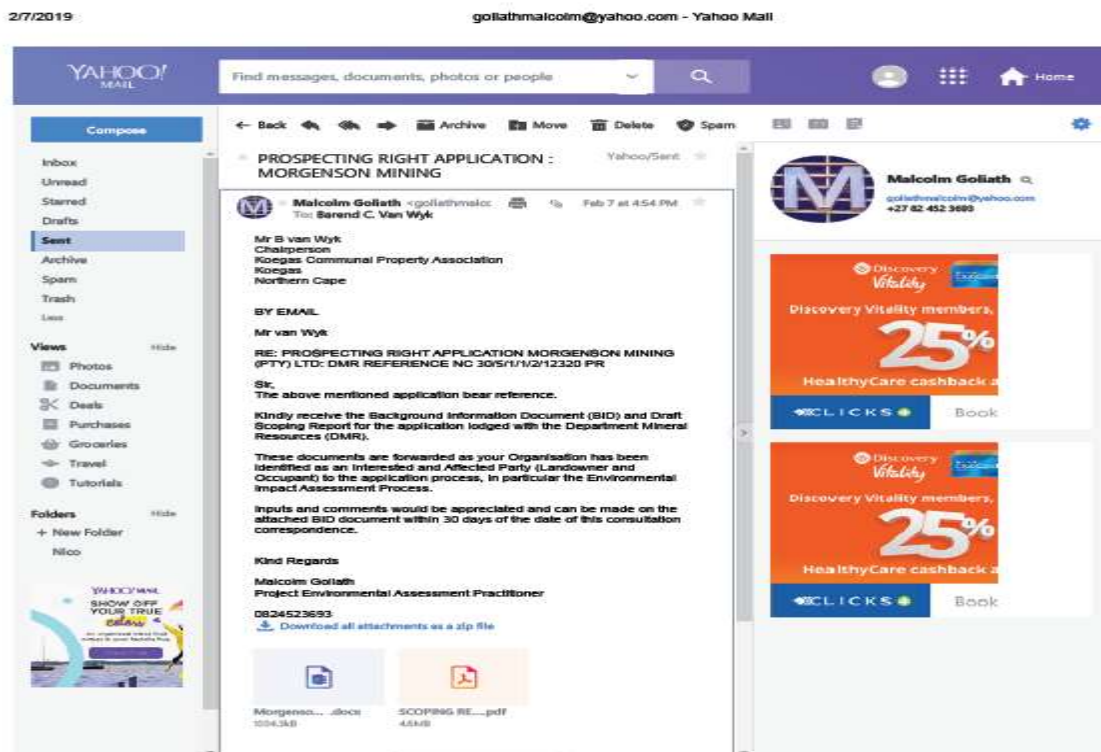 2/7/2019
goliathmalcolm@yahoo.com - Yahoo Mail
YAHOO!
MAIL
Find messages, documents, photos or people
Home
Compose
← Back
Archive
Move
Delete
Spam
Inbox
Unread
Starred
Drafts
Sent
Archive
Spam
Trash
Less
Views
Hide
Photos
Documents
Deals
Purchases
Groceries
Travel
Tutorials
Folders
Hide
+ New Folder
Nico
YAHOO! MAIL
SHOW OFF
YOUR TRUE
colors
PROSPECTING RIGHT APPLICATION :
MORGENSON MINING
Yahoo/Sent
M
Malcolm Goliath <goliathmalcc
Feb 7 at 4:54 PM
To: Barend C. Van Wyk
Mr B van Wyk
Chairperson
Koegas Communal Property Association
Koegas
Northern Cape
BY EMAIL
Mr van Wyk
RE: PROSPECTING RIGHT APPLICATION MORGENSON MINING
(PTY) LTD: DMR REFERENCE NC 30/5/1/1/2/12320 PR
Sir,
The above mentioned application bear reference.
Kindly receive the Background Information Document (BID) and Draft
Scoping Report for the application lodged with the Department Mineral
Resources (DMR).
These documents are forwarded as your Organisation has been
identified as an Interested and Affected Party (Landowner and
Occupant) to the application process, in particular the Environmental
Impact Assessment Process.
Inputs and comments would be appreciated and can be made on the
attached BID document within 30 days of the date of this consultation
correspondence.
Kind Regards
Malcolm Goliath
Project Environmental Assessment Practitioner
0824523693
Download all attachments as a zip file
Morgenso... .docx
1004.3kB
SCOPING RE....pdf
4.6MB
M
Malcolm Goliath
goliathmalcolm@yahoo.com
+27 82 452 3693
Discovery
Vitality
Discovery Vitality members,
25%
HealthyCare cashback a
CLICKS
Book
Discovery
Vitality
Discovery Vitality members,
25%
HealthyCare cashback a
CLICKS
Book